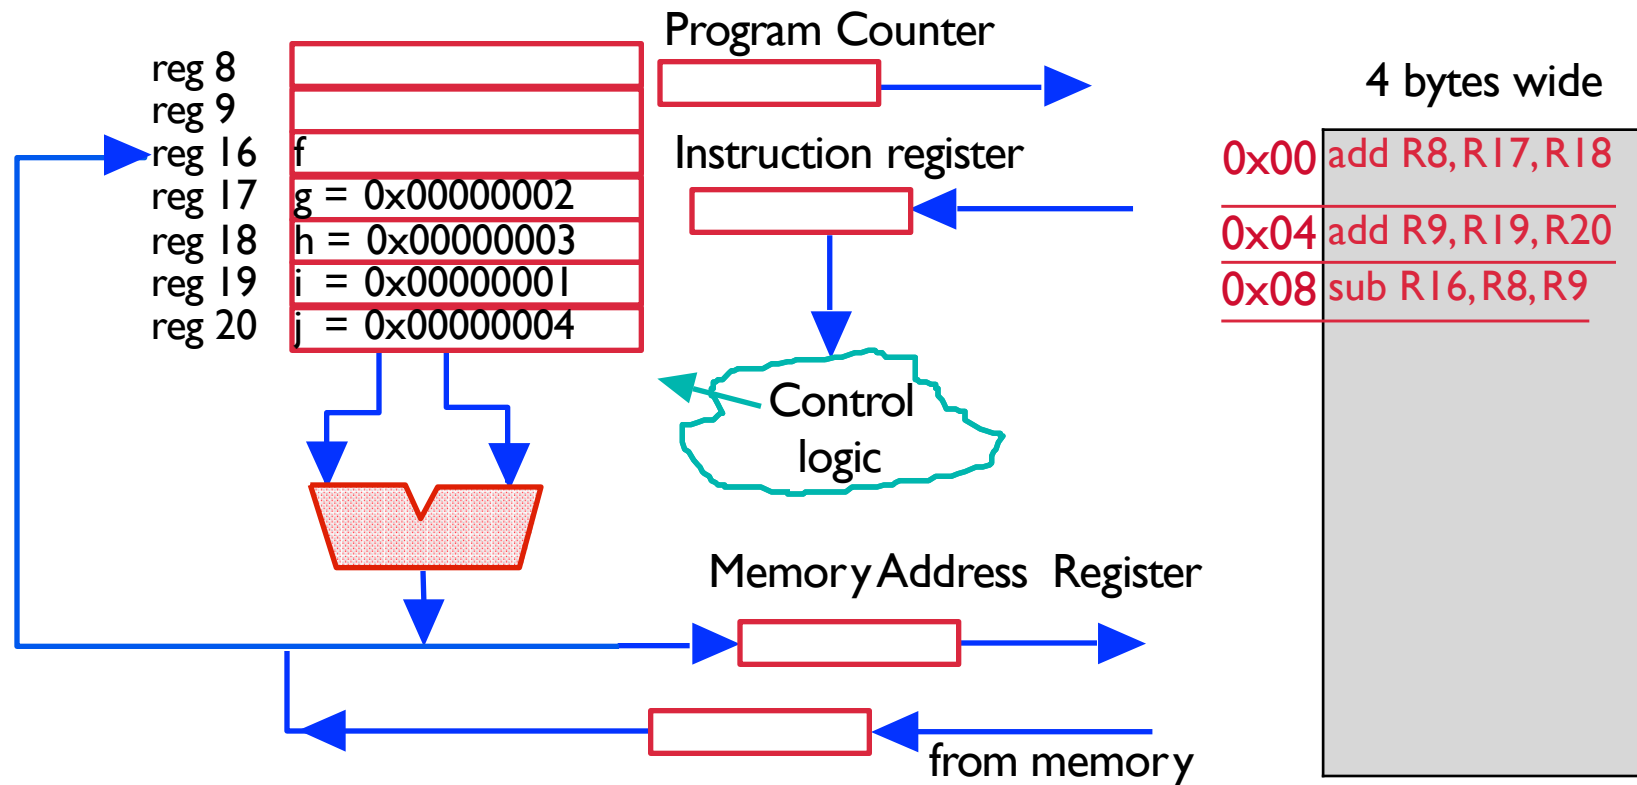 Program Counter
reg 8
reg 9
reg 16 f
reg 17 g = 0x00000002
reg 18 h = 0x00000003
reg 19 i = 0x00000001
reg 20 j = 0x00000004
Instruction register
Control
logic
Memory Address Register
from memory
4 bytes wide
0x00 add R8, R17, R18
0x04 add R9, R19, R20
0x08 sub R16, R8, R9